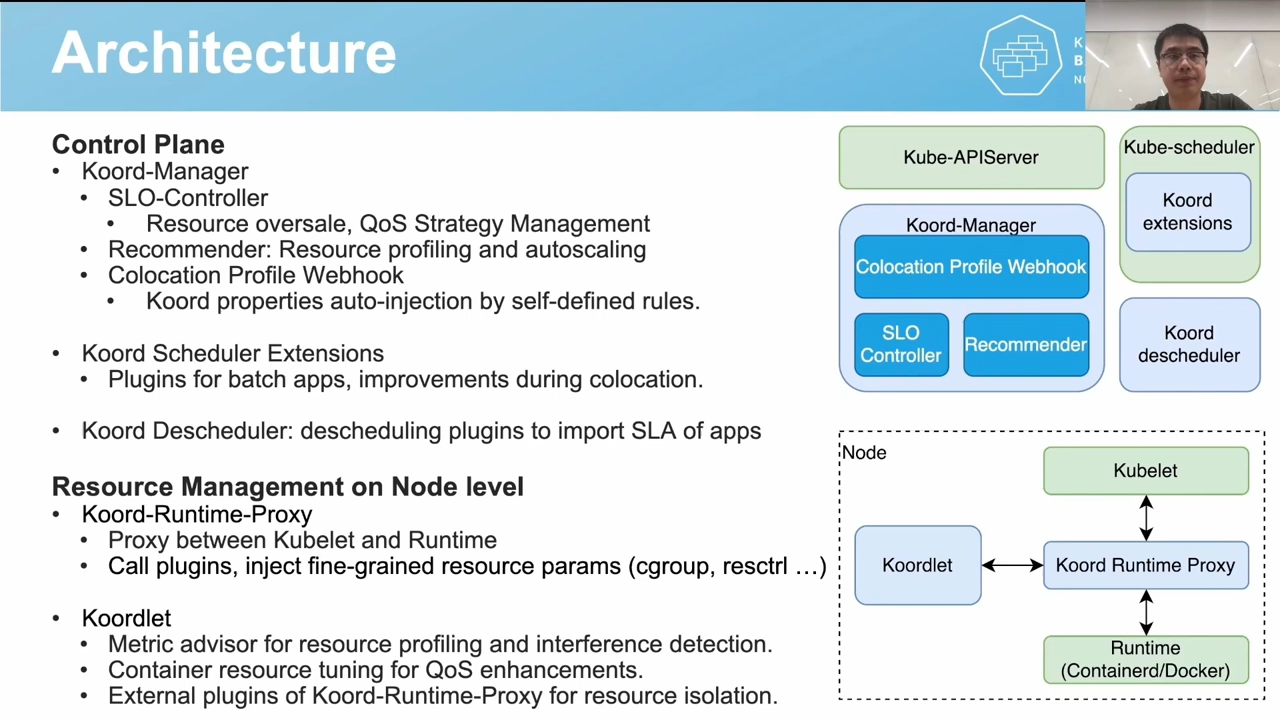 Architecture
K
B
NO
Control Plane
• Koord-Manager
• SLO-Controller
• Resource oversale, QoS Strategy Management
• Recommender: Resource profiling and autoscaling
• Colocation Profile Webhook
• Koord properties auto-injection by self-defined rules.
• Koord Scheduler Extensions
• Plugins for batch apps, improvements during colocation.
• Koord Descheduler: descheduling plugins to import SLA of apps
Resource Management on Node level
• Koord-Runtime-Proxy
• Proxy between Kubelet and Runtime
• Call plugins, inject fine-grained resource params (cgroup, resctrl …)
• Koordlet
• Metric advisor for resource profiling and interference detection.
• Container resource tuning for QoS enhancements.
• External plugins of Koord-Runtime-Proxy for resource isolation.
Kube-APIServer
Kube-scheduler
Koord
extensions
Koord-Manager
Colocation Profile Webhook
SLO
Controller
Recommender
Koord
descheduler
Node
Kubelet
Koordlet
Koord Runtime Proxy
Runtime
(Containerd/Docker)